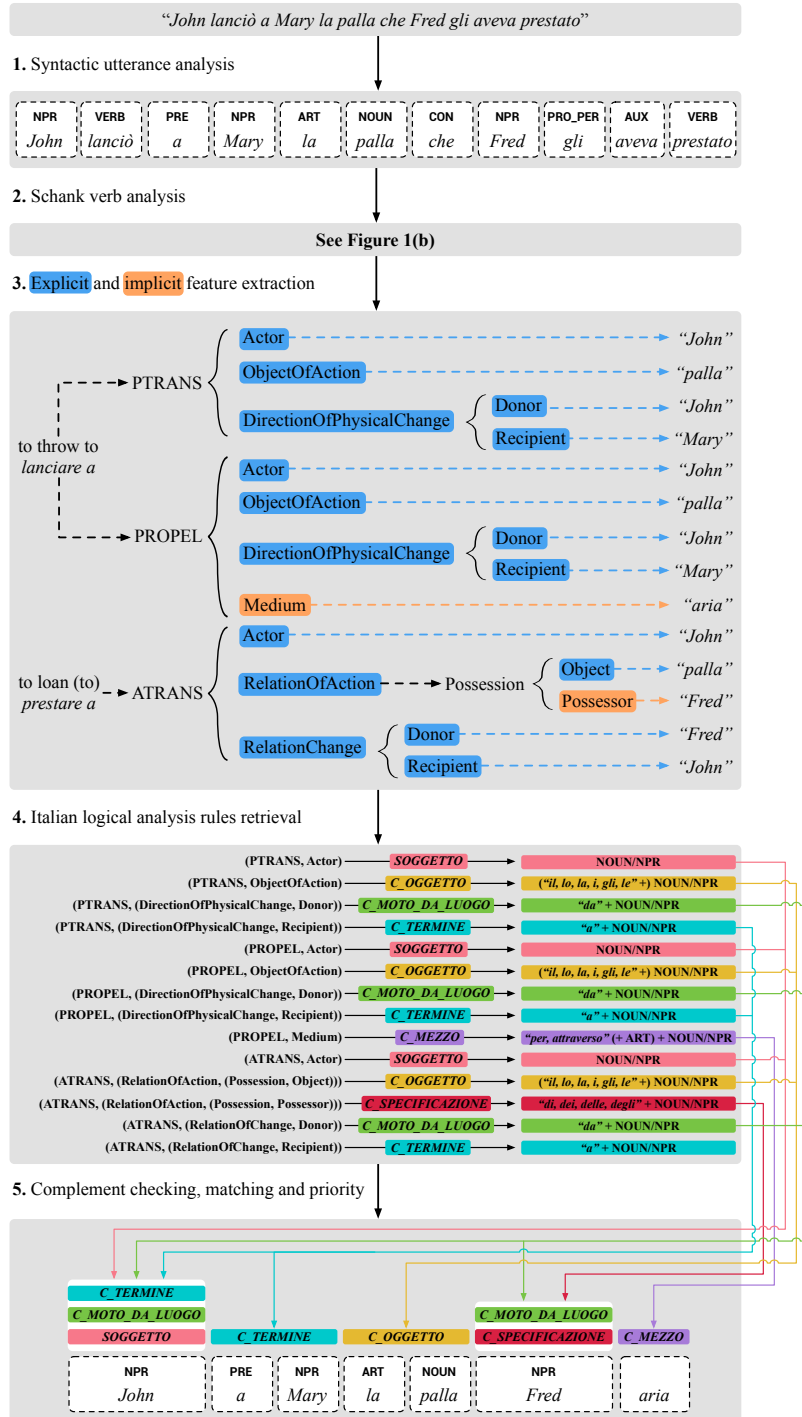 “John lanciò a Mary la palla che Fred gli aveva prestato”
1. Syntactic utterance analysis
NPR VERB PRE NPR ART NOUN CON NPR PRO_PER AUX VERB
John lanciò a Mary la palla che Fred gli aveva prestato
2. Schank verb analysis
See Figure 1(b)
3. Explicit and implicit feature extraction
to throw to
lanciare a
PTRANS
Actor “John”
ObjectOfAction “palla”
DirectionOfPhysicalChange
Donor “John”
Recipient “Mary”
PROPEL
Actor “John”
ObjectOfAction “palla”
DirectionOfPhysicalChange
Donor “John”
Recipient “Mary”
Medium “aria”
to loan (to)
prestare a
ATRANS
Actor “John”
RelationOfAction Possession
Object “palla”
Possessor “Fred”
RelationChange
Donor “Fred”
Recipient “John”
4. Italian logical analysis rules retrieval
(PTRANS, Actor) SOGGETTO NOUN/NPR
(PTRANS, ObjectOfAction) C_OGGETTO (“il, lo, la, i, gli, le” +) NOUN/NPR
(PTRANS, (DirectionOfPhysicalChange, Donor)) C_MOTO_DA_LUOGO “da” + NOUN/NPR
(PTRANS, (DirectionOfPhysicalChange, Recipient)) C_TERMINE “a” + NOUN/NPR
(PROPEL, Actor) SOGGETTO NOUN/NPR
(PROPEL, ObjectOfAction) C_OGGETTO (“il, lo, la, i, gli, le” +) NOUN/NPR
(PROPEL, (DirectionOfPhysicalChange, Donor)) C_MOTO_DA_LUOGO “da” + NOUN/NPR
(PROPEL, (DirectionOfPhysicalChange, Recipient)) C_TERMINE “a” + NOUN/NPR
(PROPEL, Medium) C_MEZZO “per, attraverso” (+ ART) + NOUN/NPR
(ATRANS, Actor) SOGGETTO NOUN/NPR
(ATRANS, (RelationOfAction, (Possession, Object))) C_OGGETTO (“il, lo, la, i, gli, le” +) NOUN/NPR
(ATRANS, (RelationOfAction, (Possession, Possessor))) C_SPECIFICAZIONE “di, dei, delle, degli” + NOUN/NPR
(ATRANS, (RelationOfChange, Donor)) C_MOTO_DA_LUOGO “da” + NOUN/NPR
(ATRANS, (RelationOfChange, Recipient)) C_TERMINE “a” + NOUN/NPR
5. Complement checking, matching and priority
C_TERMINE
C_MOTO_DA_LUOGO C_MOTO_DA_LUOGO
SOGGETTO C_TERMINE C_OGGETTO C_SPECIFICAZIONE C_MEZZO
NPR PRE NPR ART NOUN NPR
John a Mary la palla Fred aria